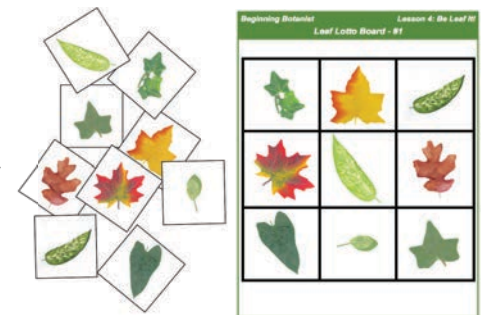 Beginning Botanist Lesson 4: Be Leaf It!
Leaf Lotto Board - #1